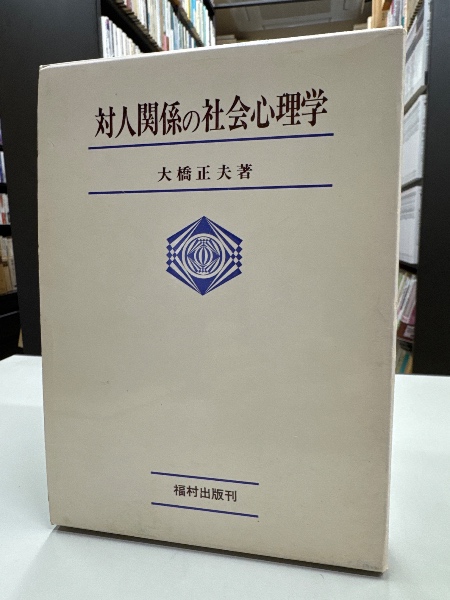 対人関係の社会心理学
大橋正夫著
福村出版刊